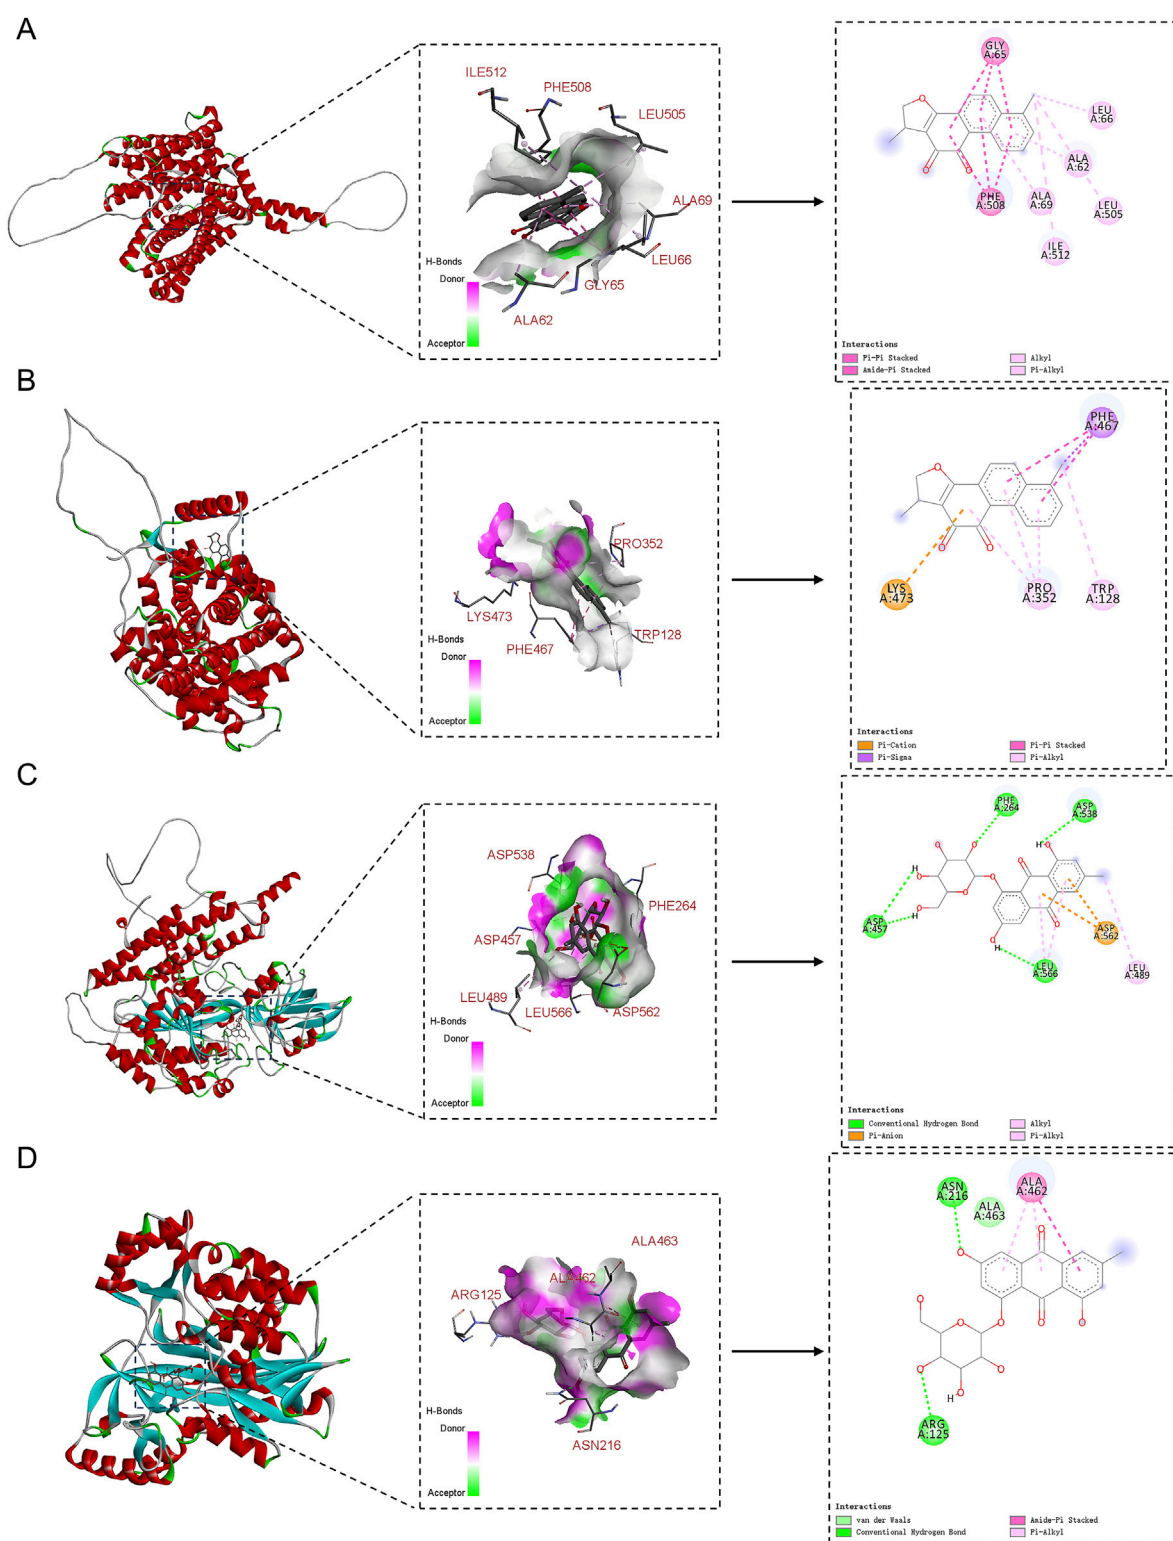 A
ILE512
PHE508
LEU505
ALA69
LEU66
GLY65
ALA62
H-Bonds
Donor
Acceptor
GLY
A:65
LEU
A:66
ALA
A:62
PHE
A:508
ALA
A:69
LEU
A:505
ILE
A:512
O
O
O
Interactions
Pi-Pi Stacked
Alkyl
Amide-Pi Stacked
Pi-Alkyl
B
PRO352
LYS473
PHE467
TRP128
H-Bonds
Donor
Acceptor
PHE
A:467
O
O
O
LYS
A:473
PRO
A:352
TRP
A:128
Interactions
Pi-Cation
Pi-Pi Stacked
Pi-Sigma
Pi-Alkyl
C
ASP538
PHE264
ASP457
LEU489
LEU566
ASP562
H-Bonds
Donor
Acceptor
PHE
A:264
ASP
A:538
ASP
A:457
ASP
A:562
LEU
A:566
LEU
A:489
Interactions
Conventional Hydrogen Bond
Alkyl
Pi-Anion
Pi-Alkyl
D
ALA463
ALA462
ARG125
ASN216
H-Bonds
Donor
Acceptor
ASN
A:216
ALA
A:463
ALA
A:462
ARG
A:125
Interactions
van der Waals
Amide-Pi Stacked
Conventional Hydrogen Bond
Pi-Alkyl